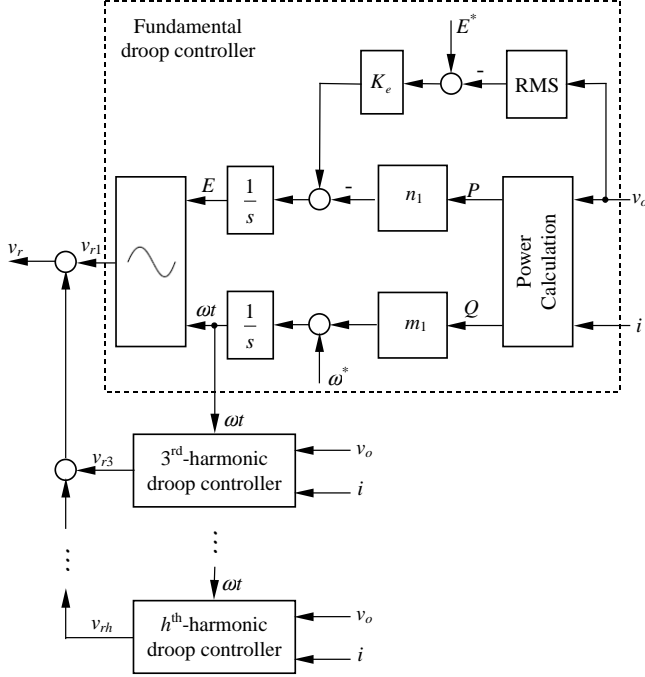 Fundamental
droop controller
E*
K_e
-
RMS
E
1/s
-
n_1
P
v_o
v_r
v_r1
Power
Calculation
ωt
1/s
m_1
Q
i
ω*
ωt
3rd-harmonic
droop controller
v_r3
v_o
i
...
...
ωt
hth-harmonic
droop controller
v_rh
v_o
i